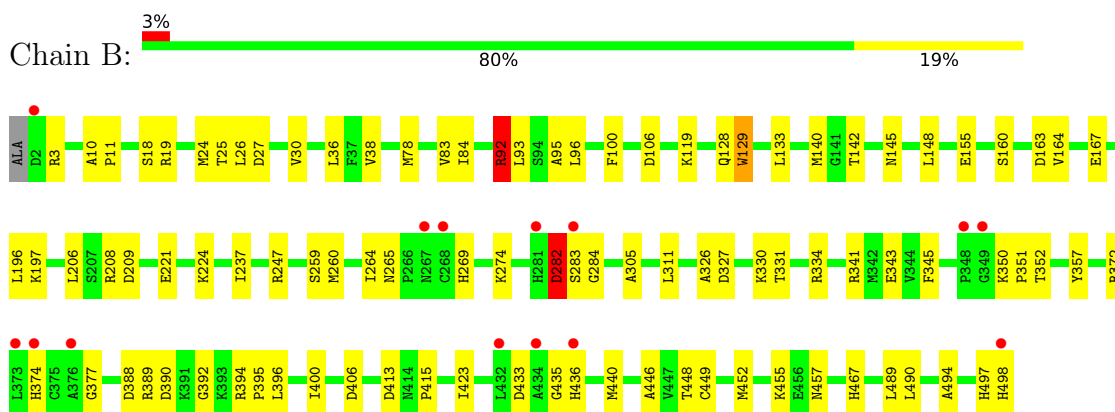 3%
Chain B:
80% 19%
ALA D2 R3 A10 P11 S18 R19 M24 T25 L26 D27 V30 L36 F37 V38 M78 V83 I84 R92 L93 S94 A95 L96 F100 D106 K119 Q128 W129 L133 M140 G141 T142 N145 L148 E155 S160 D163 V164 E167
L196 K197 L206 S207 R208 D209 E221 K224 I237 R247 S259 M260 I264 N265 P266 N267 C268 H269 K274 H281 D282 S283 G284 A305 L311 A326 D327 K330 T331 R334 R341 M342 E343 V344 F345 P348 G349 K350 P351 T352 Y357
L373 H374 C375 A376 G377 D388 R389 D390 K391 G392 K393 R394 P395 L396 I400 D406 D413 N414 P415 I423 L432 D433 A434 G435 H436 M440 A446 V447 T448 C449 M452 K455 E456 N457 H467 L489 L490 A494 H497 H498